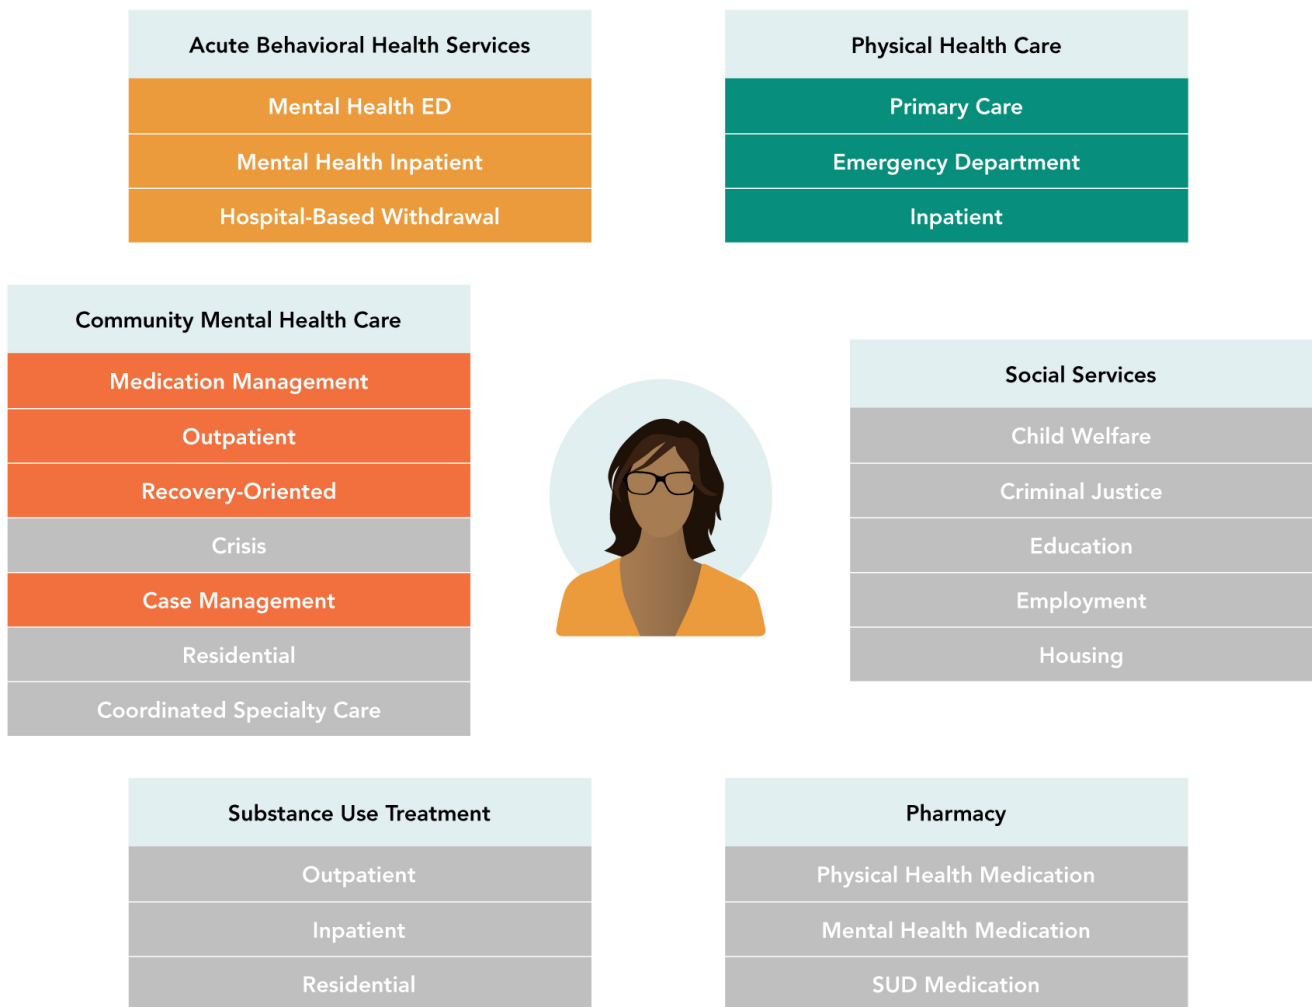 Acute Behavioral Health Services
Mental Health ED
Mental Health Inpatient
Hospital-Based Withdrawal
Physical Health Care
Primary Care
Emergency Department
Inpatient
Community Mental Health Care
Medication Management
Outpatient
Recovery-Oriented
Crisis
Case Management
Residential
Coordinated Specialty Care
Social Services
Child Welfare
Criminal Justice
Education
Employment
Housing
Substance Use Treatment
Outpatient
Inpatient
Residential
Pharmacy
Physical Health Medication
Mental Health Medication
SUD Medication